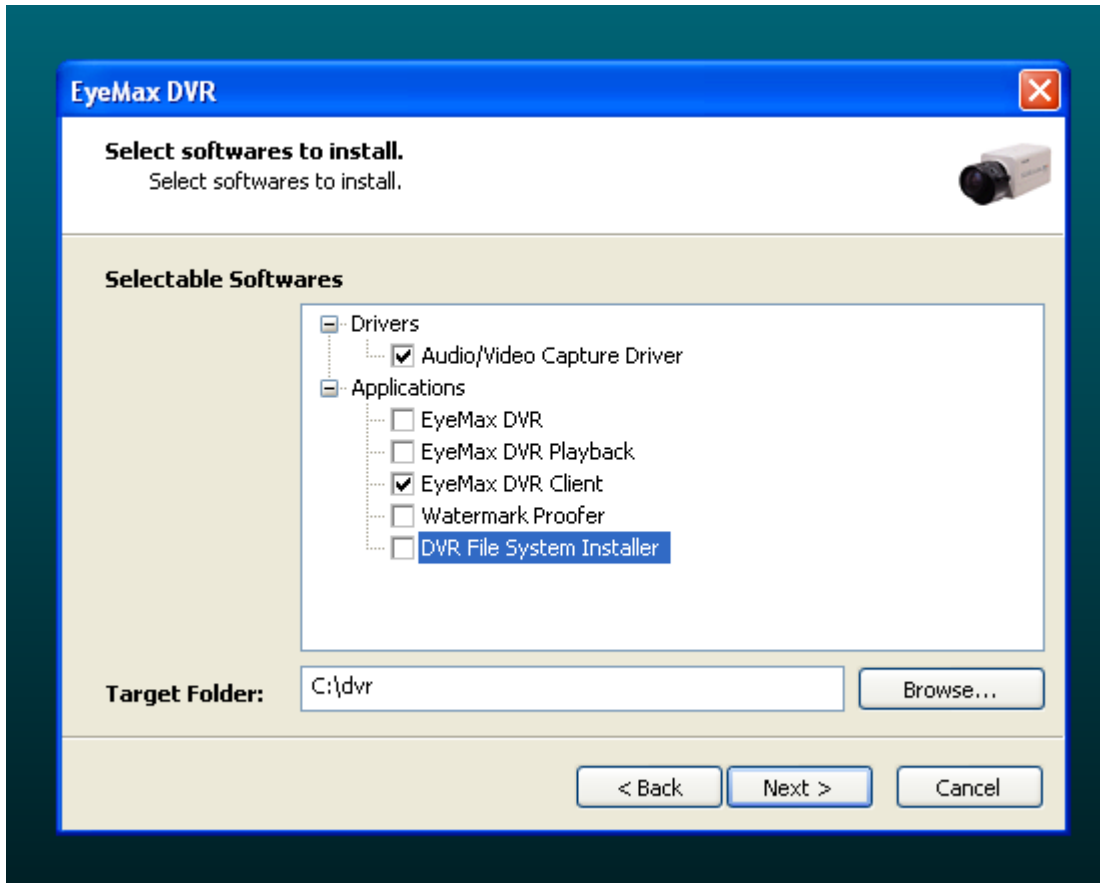 EyeMax DVR
Select softwares to install.
Select softwares to install.
Selectable Softwares
Drivers
Audio/Video Capture Driver
Applications
EyeMax DVR
EyeMax DVR Playback
EyeMax DVR Client
Watermark Proofer
DVR File System Installer
Target Folder:
C:\dvr
Browse...
< Back
Next >
Cancel